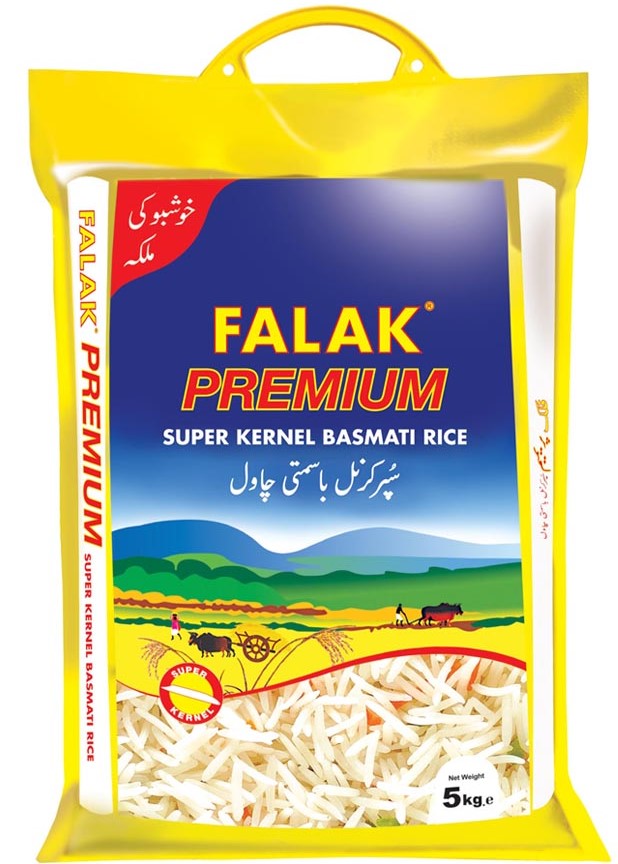 خوشبو کی
ملکہ
FALAK®
PREMIUM
SUPER KERNEL BASMATI RICE
سُپر کرنل باسمتی چاول
FALAK® PREMIUM SUPER KERNEL BASMATI RICE
SUPER
KERNEL
Net Weight
5kg.e